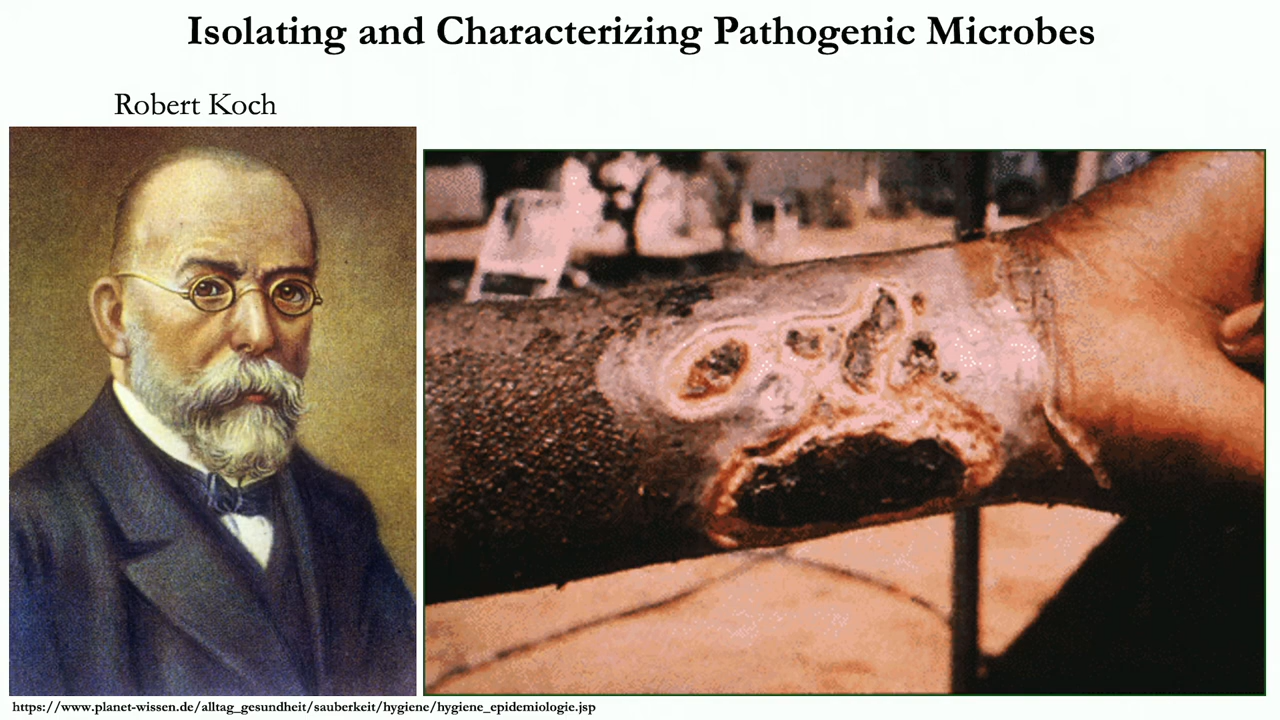 Isolating and Characterizing Pathogenic Microbes
Robert Koch
https://www.planet-wissen.de/alltag_gesundheit/sauberkeit/hygiene/hygiene_epidemiologie.jsp